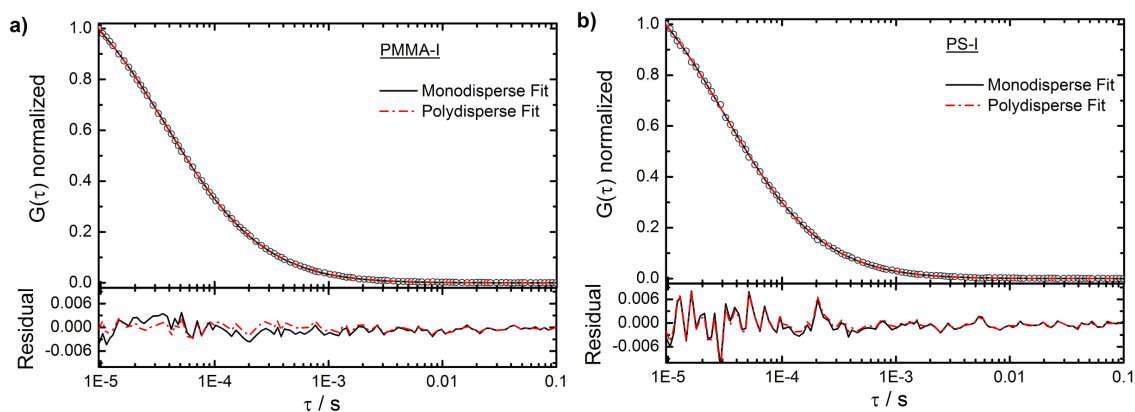 a)
PMMA-I
Monodisperse Fit
Polydisperse Fit
G(τ) normalized
1.0
0.8
0.6
0.4
0.2
0.0
Residual
0.006
0.000
-0.006
1E-5 1E-4 1E-3 0.01 0.1
τ / s
b)
PS-I
Monodisperse Fit
Polydisperse Fit
G(τ) normalized
1.0
0.8
0.6
0.4
0.2
0.0
Residual
0.006
0.000
-0.006
1E-5 1E-4 1E-3 0.01 0.1
τ / s